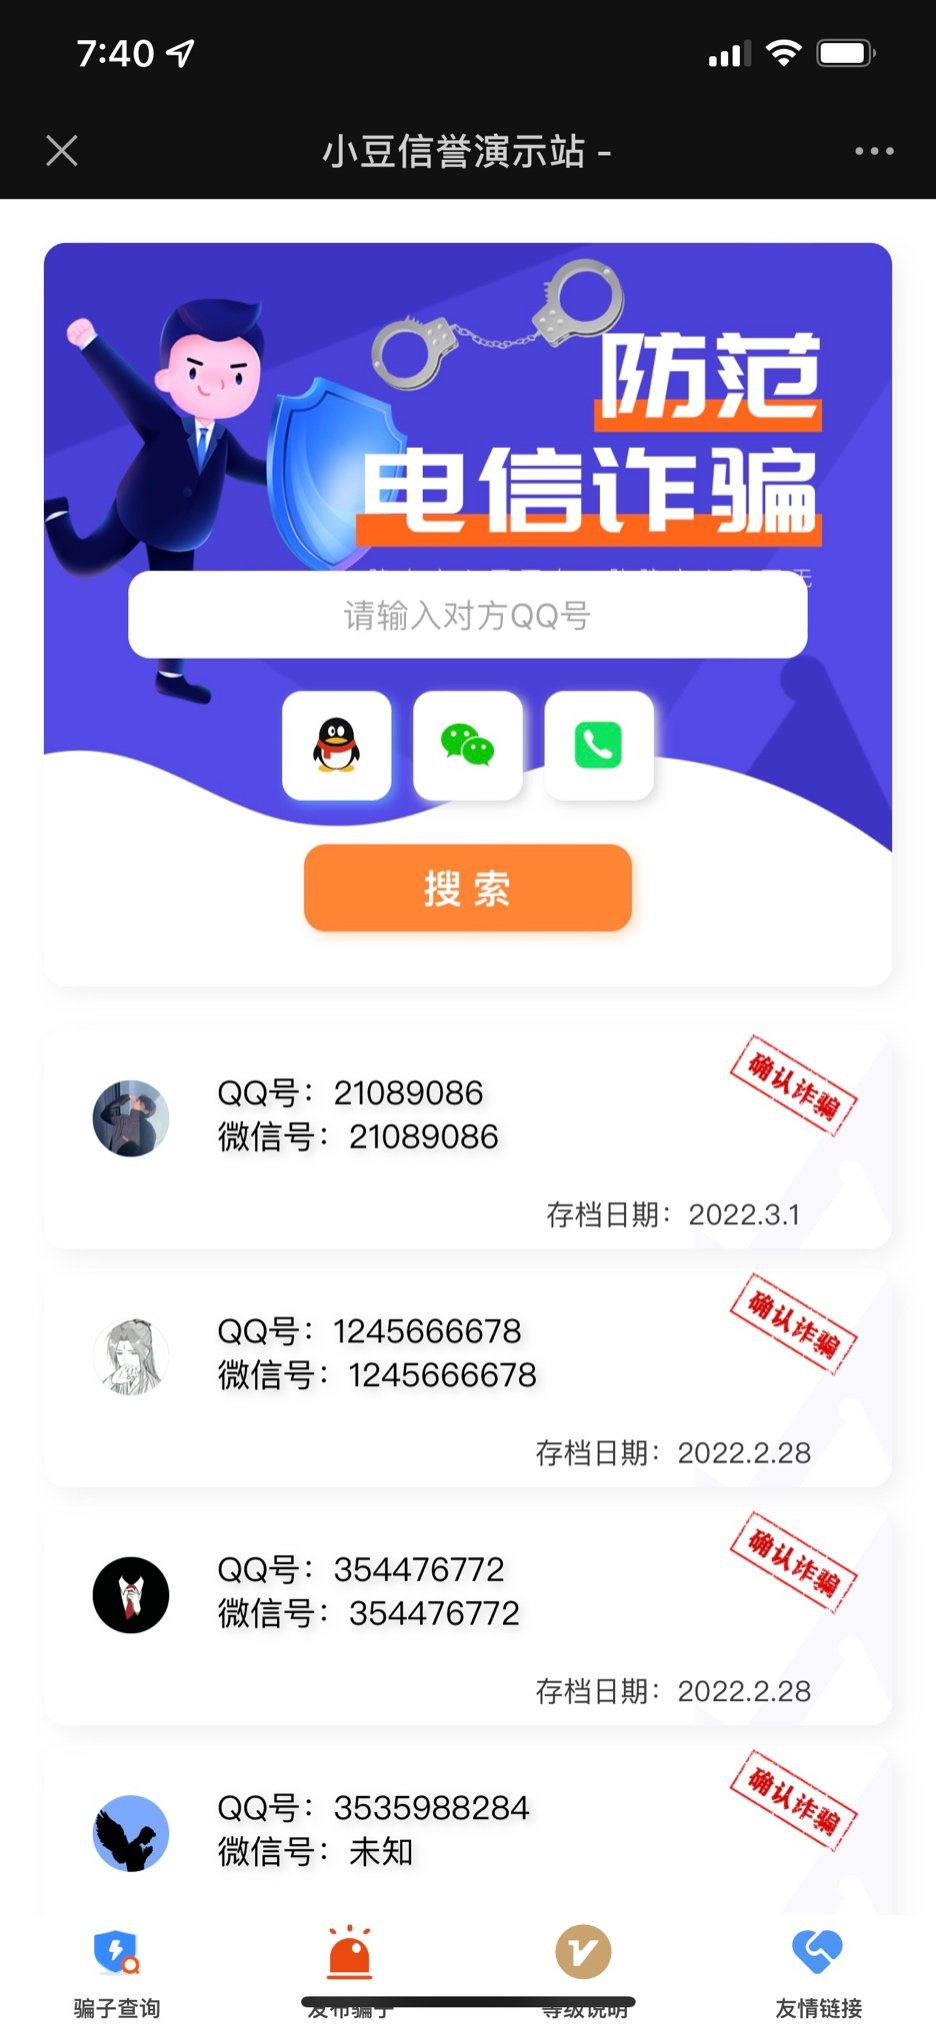 7:40
小豆信誉演示站 -
防范
电信诈骗
请输入对方QQ号
搜 索
确认诈骗
QQ号：21089086
微信号：21089086
存档日期：2022.3.1
确认诈骗
QQ号：1245666678
微信号：1245666678
存档日期：2022.2.28
确认诈骗
QQ号：354476772
微信号：354476772
存档日期：2022.2.28
确认诈骗
QQ号：3535988284
微信号：未知
骗子查询
发布骗子
等级说明
友情链接